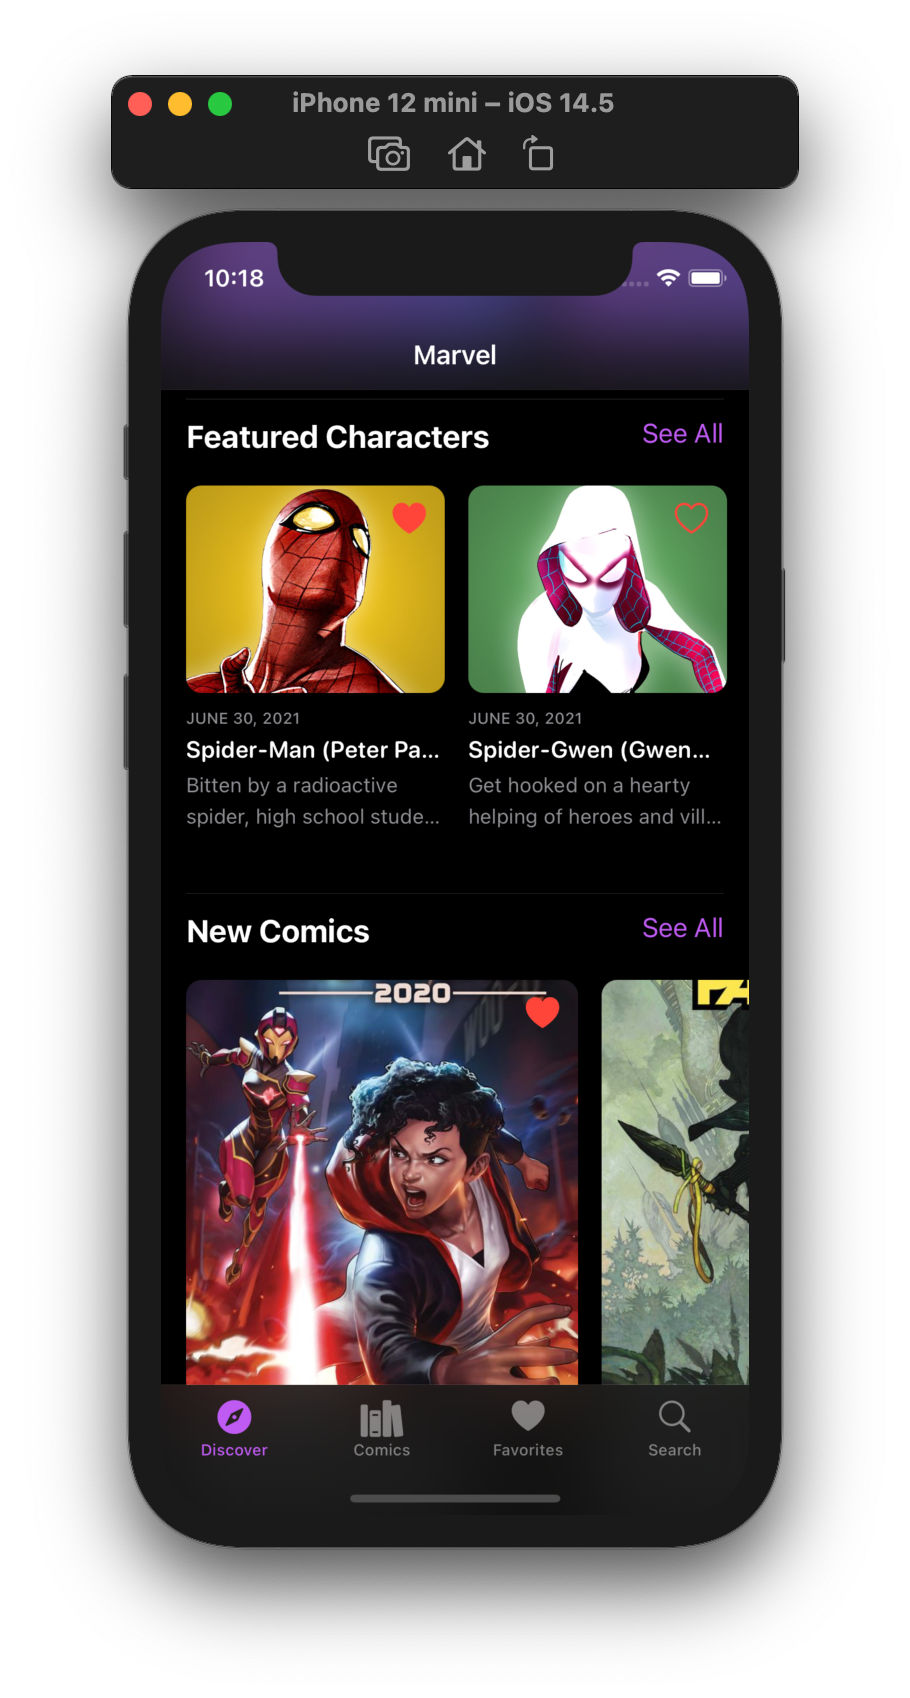 iPhone 12 mini – iOS 14.5
10:18
Marvel
Featured Characters
See All
JUNE 30, 2021
Spider-Man (Peter Pa...
Bitten by a radioactive
spider, high school stude...
JUNE 30, 2021
Spider-Gwen (Gwen...
Get hooked on a hearty
helping of heroes and vill...
New Comics
See All
2020
Discover
Comics
Favorites
Search